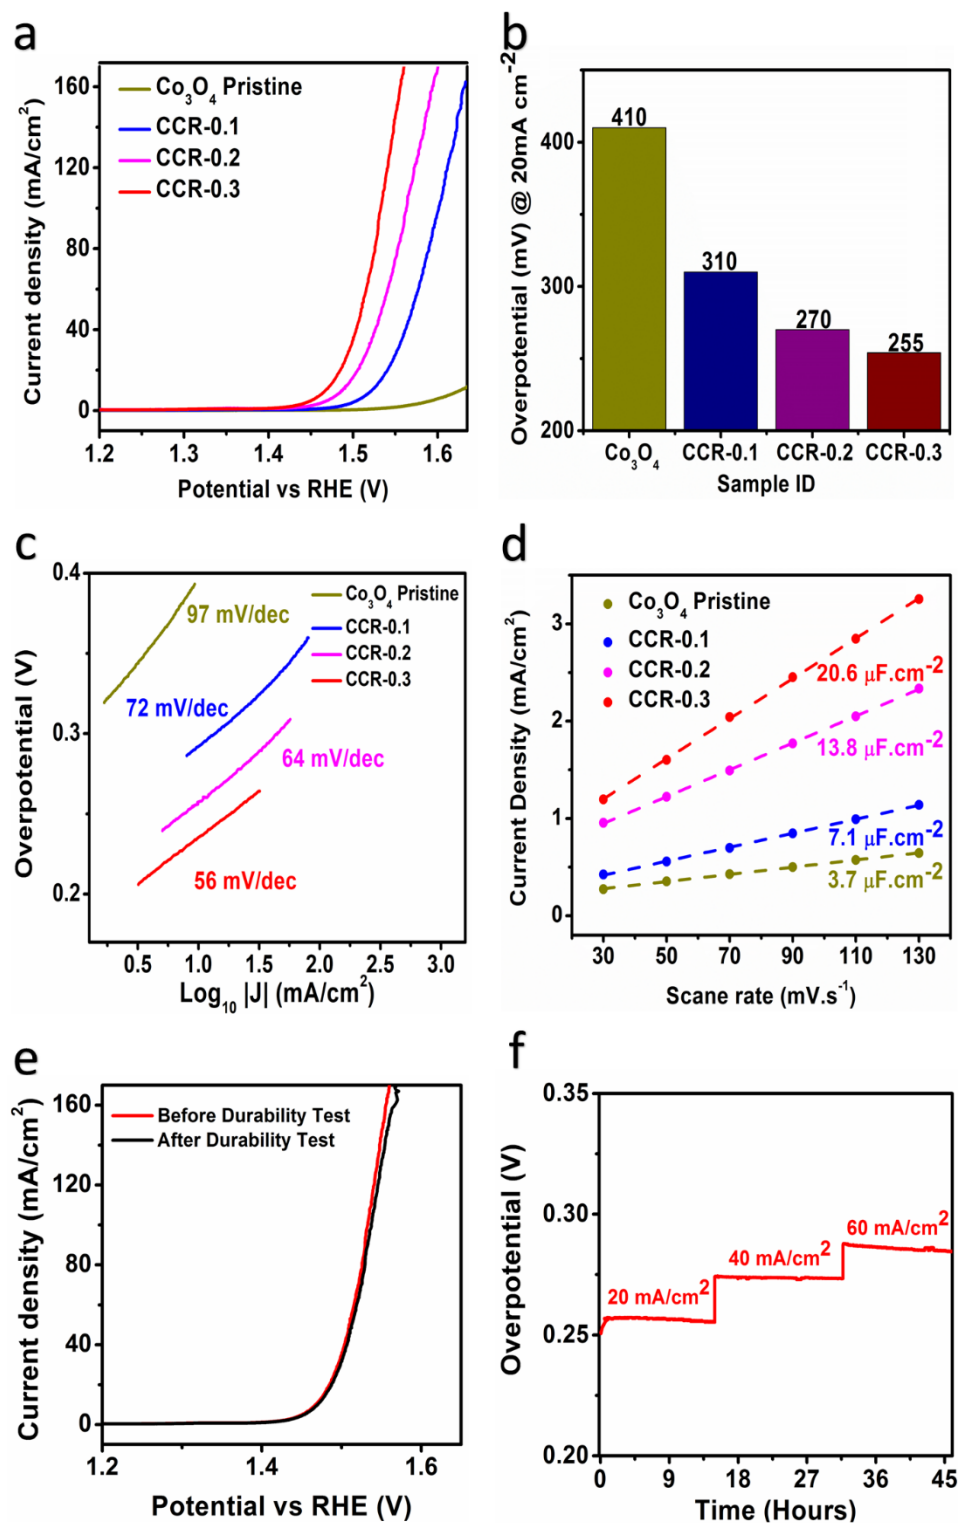 a
Current density (mA/cm²)
160
120
80
40
0
Co₃O₄ Pristine
CCR-0.1
CCR-0.2
CCR-0.3
1.2 1.3 1.4 1.5 1.6
Potential vs RHE (V)
b
Overpotential (mV) @ 20mA cm⁻²
400
300
200
410
310
270
255
Co₃O₄ CCR-0.1 CCR-0.2 CCR-0.3
Sample ID
c
Overpotential (V)
0.4
0.3
0.2
Co₃O₄ Pristine
CCR-0.1
CCR-0.2
CCR-0.3
97 mV/dec
72 mV/dec
64 mV/dec
56 mV/dec
0.5 1.0 1.5 2.0 2.5 3.0
Log₁₀ |J| (mA/cm²)
d
Current Density (mA/cm²)
3
2
1
0
Co₃O₄ Pristine
CCR-0.1
CCR-0.2
CCR-0.3
20.6 µF.cm⁻²
13.8 µF.cm⁻²
7.1 µF.cm⁻²
3.7 µF.cm⁻²
30 50 70 90 110 130
Scane rate (mV.s⁻¹)
e
Current density (mA/cm²)
160
120
80
40
0
Before Durability Test
After Durability Test
1.2 1.4 1.6
Potential vs RHE (V)
f
Overpotential (V)
0.35
0.30
0.25
0.20
20 mA/cm²
40 mA/cm²
60 mA/cm²
0 9 18 27 36 45
Time (Hours)